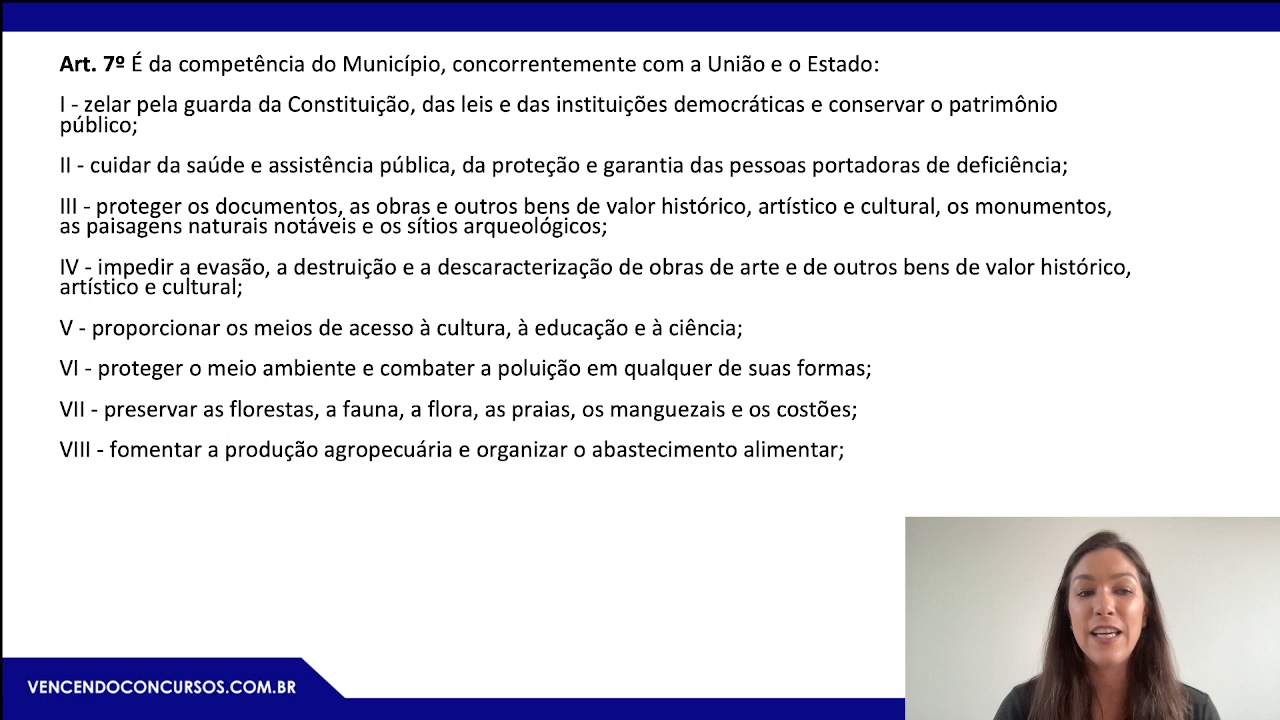 Art. 7º É da competência do Município, concorrentemente com a União e o Estado:
I - zelar pela guarda da Constituição, das leis e das instituições democráticas e conservar o patrimônio
público;
II - cuidar da saúde e assistência pública, da proteção e garantia das pessoas portadoras de deficiência;
III - proteger os documentos, as obras e outros bens de valor histórico, artístico e cultural, os monumentos,
as paisagens naturais notáveis e os sítios arqueológicos;
IV - impedir a evasão, a destruição e a descaracterização de obras de arte e de outros bens de valor histórico,
artístico e cultural;
V - proporcionar os meios de acesso à cultura, à educação e à ciência;
VI - proteger o meio ambiente e combater a poluição em qualquer de suas formas;
VII - preservar as florestas, a fauna, a flora, as praias, os manguezais e os costões;
VIII - fomentar a produção agropecuária e organizar o abastecimento alimentar;
VENCENDOCONCURSOS.COM.BR